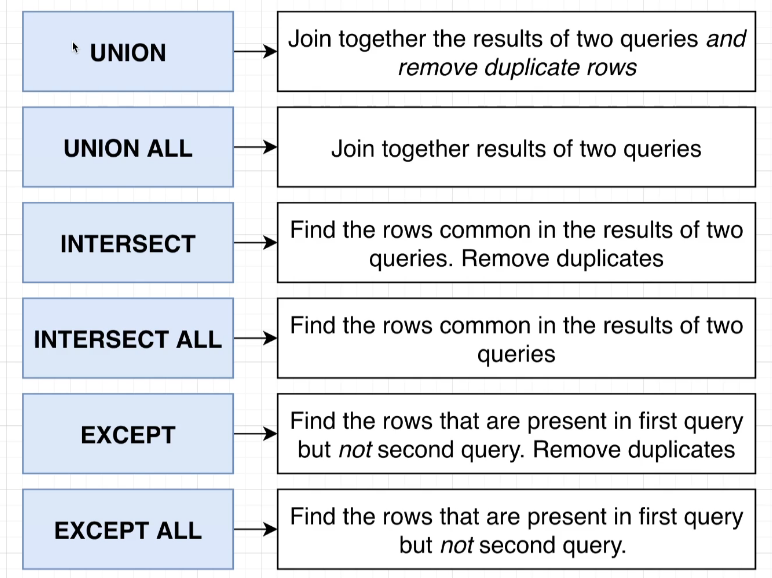 UNION
Join together the results of two queries and
remove duplicate rows
UNION ALL
Join together results of two queries
INTERSECT
Find the rows common in the results of two
queries. Remove duplicates
INTERSECT ALL
Find the rows common in the results of two
queries
EXCEPT
Find the rows that are present in first query
but not second query. Remove duplicates
EXCEPT ALL
Find the rows that are present in first query
but not second query.